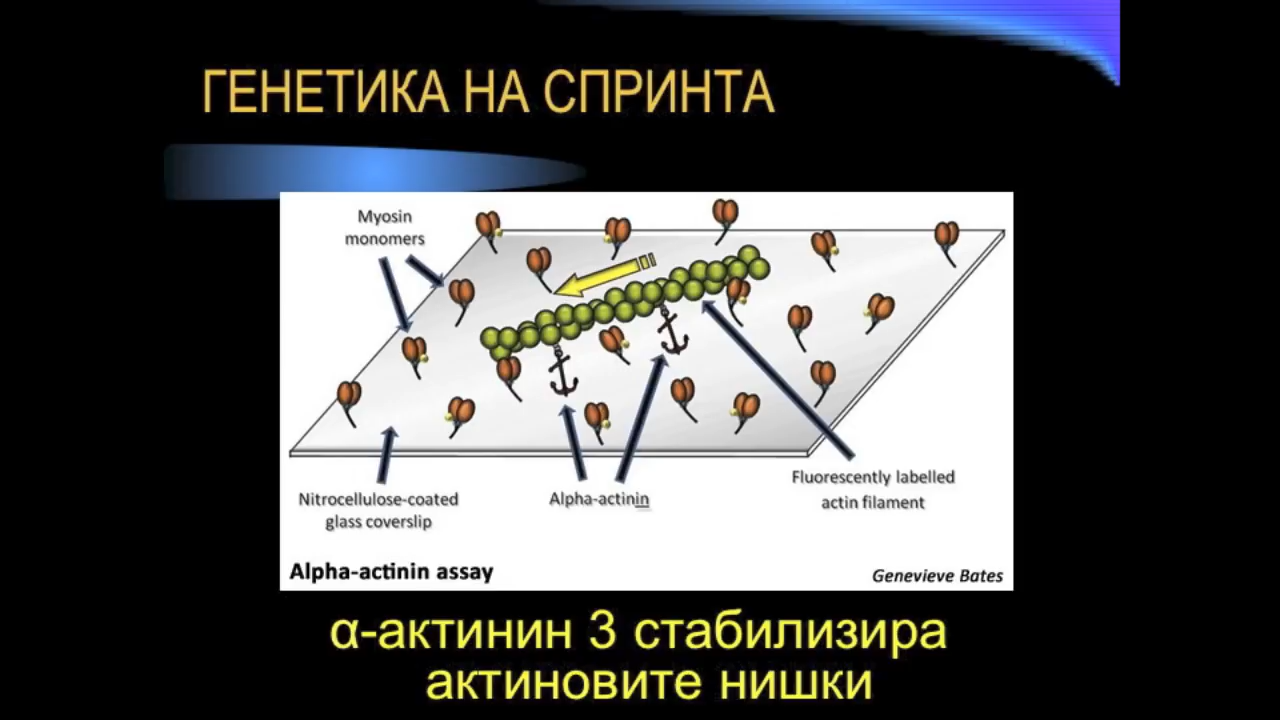 ГЕНЕТИКА НА СПРИНТА
Myosin
monomers
Nitrocellulose-coated
glass coverslip
Alpha-actinin
Fluorescently labelled
actin filament
Alpha-actinin assay
Genevieve Bates
α-актинин 3 стабилизира
актиновите нишки